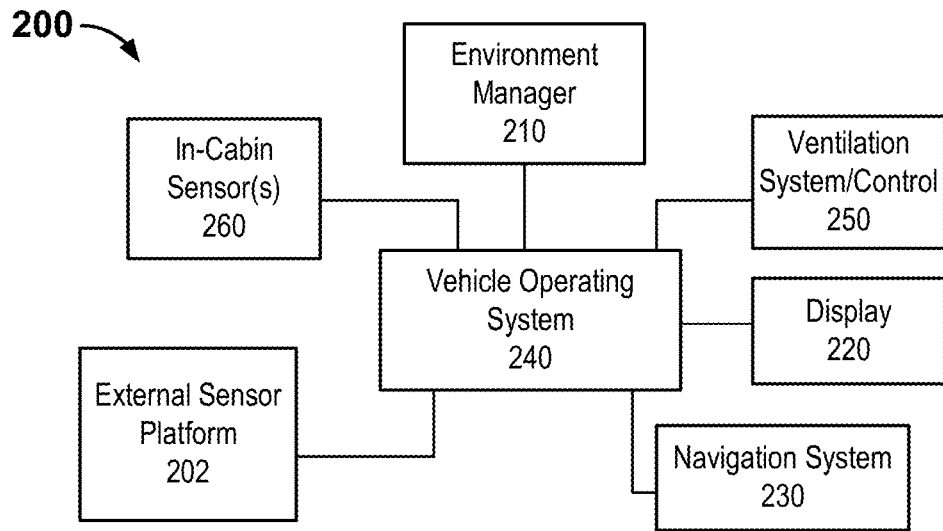 200
Environment
Manager
210
In-Cabin
Sensor(s)
260
Ventilation
System/Control
250
Vehicle Operating
System
240
Display
220
External Sensor
Platform
202
Navigation System
230